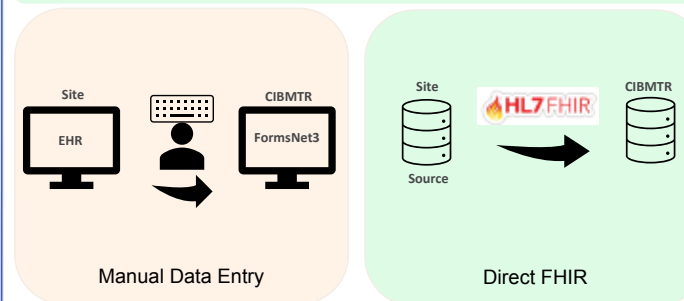 Site
CIBMTR
EHR
FormsNet3
Manual Data Entry
Site
HL7 FHIR
CIBMTR
Source
Direct FHIR